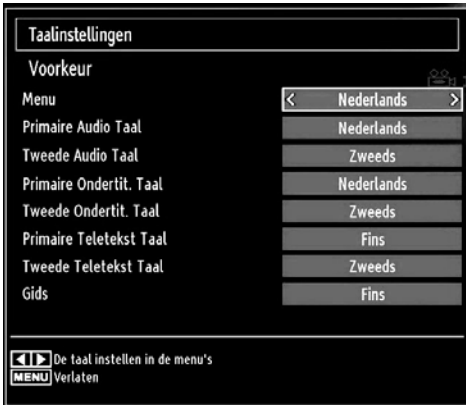 Taalinstellingen
Voorkeur
Menu < Nederlands >
Primaire Audio Taal Nederlands
Tweede Audio Taal Zweeds
Primaire Ondertit. Taal Nederlands
Tweede Ondertit. Taal Zweeds
Primaire Teletekst Taal Fins
Tweede Teletekst Taal Zweeds
Gids Fins
De taal instellen in de menu's
MENU Verlaten